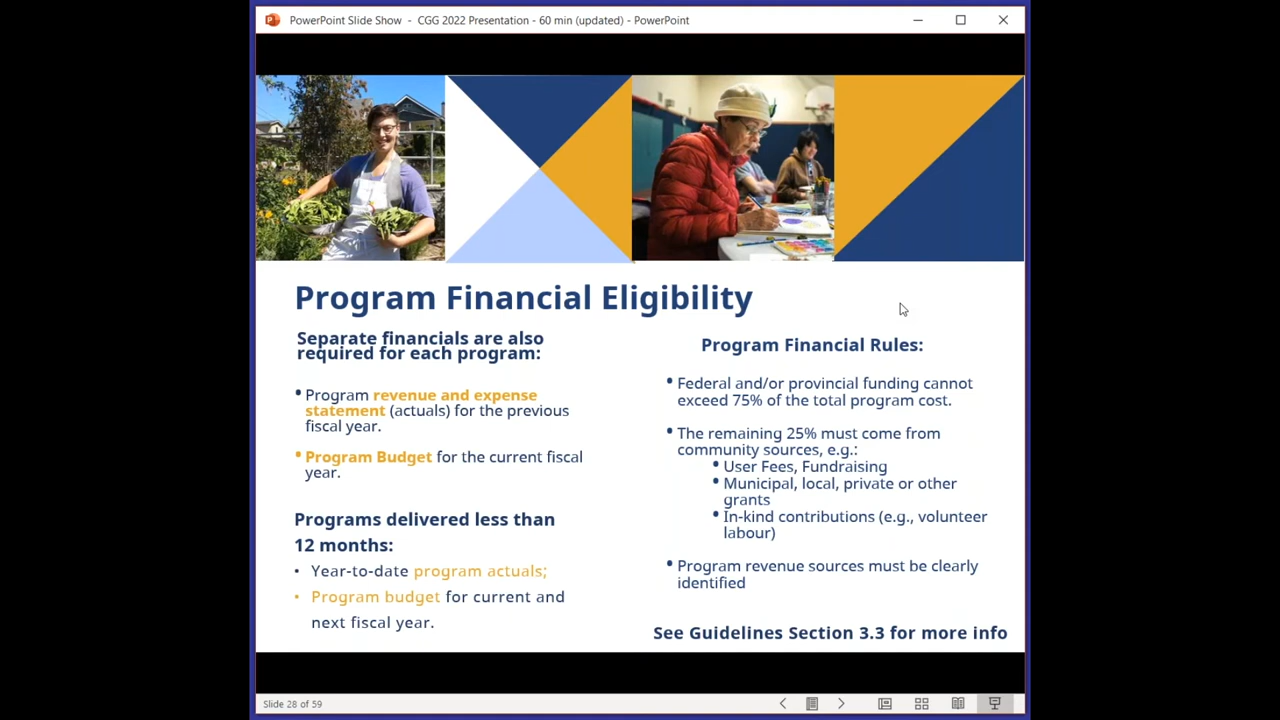 PowerPoint Slide Show - CGG 2022 Presentation - 60 min (updated) - PowerPoint
Program Financial Eligibility
Separate financials are also
required for each program:
• Program revenue and expense
statement (actuals) for the previous
fiscal year.
• Program Budget for the current fiscal
year.
Programs delivered less than
12 months:
• Year-to-date program actuals;
• Program budget for current and
next fiscal year.
Program Financial Rules:
• Federal and/or provincial funding cannot
exceed 75% of the total program cost.
• The remaining 25% must come from
community sources, e.g.:
• User Fees, Fundraising
• Municipal, local, private or other
grants
• In-kind contributions (e.g., volunteer
labour)
• Program revenue sources must be clearly
identified
See Guidelines Section 3.3 for more info
Slide 28 of 59